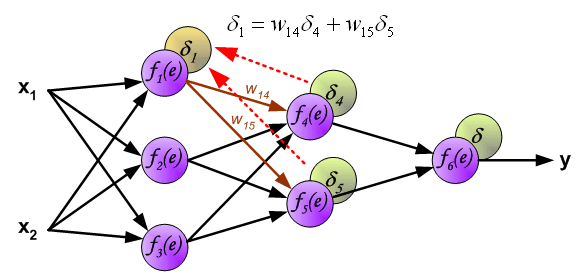 δ₁ = w₁₄δ₄ + w₁₅δ₅
δ₁
f₁(e)
x₁
w₁₄
δ₄
f₄(e)
w₁₅
δ
f₂(e)
f₆(e)
y
δ₅
f₅(e)
x₂
f₃(e)